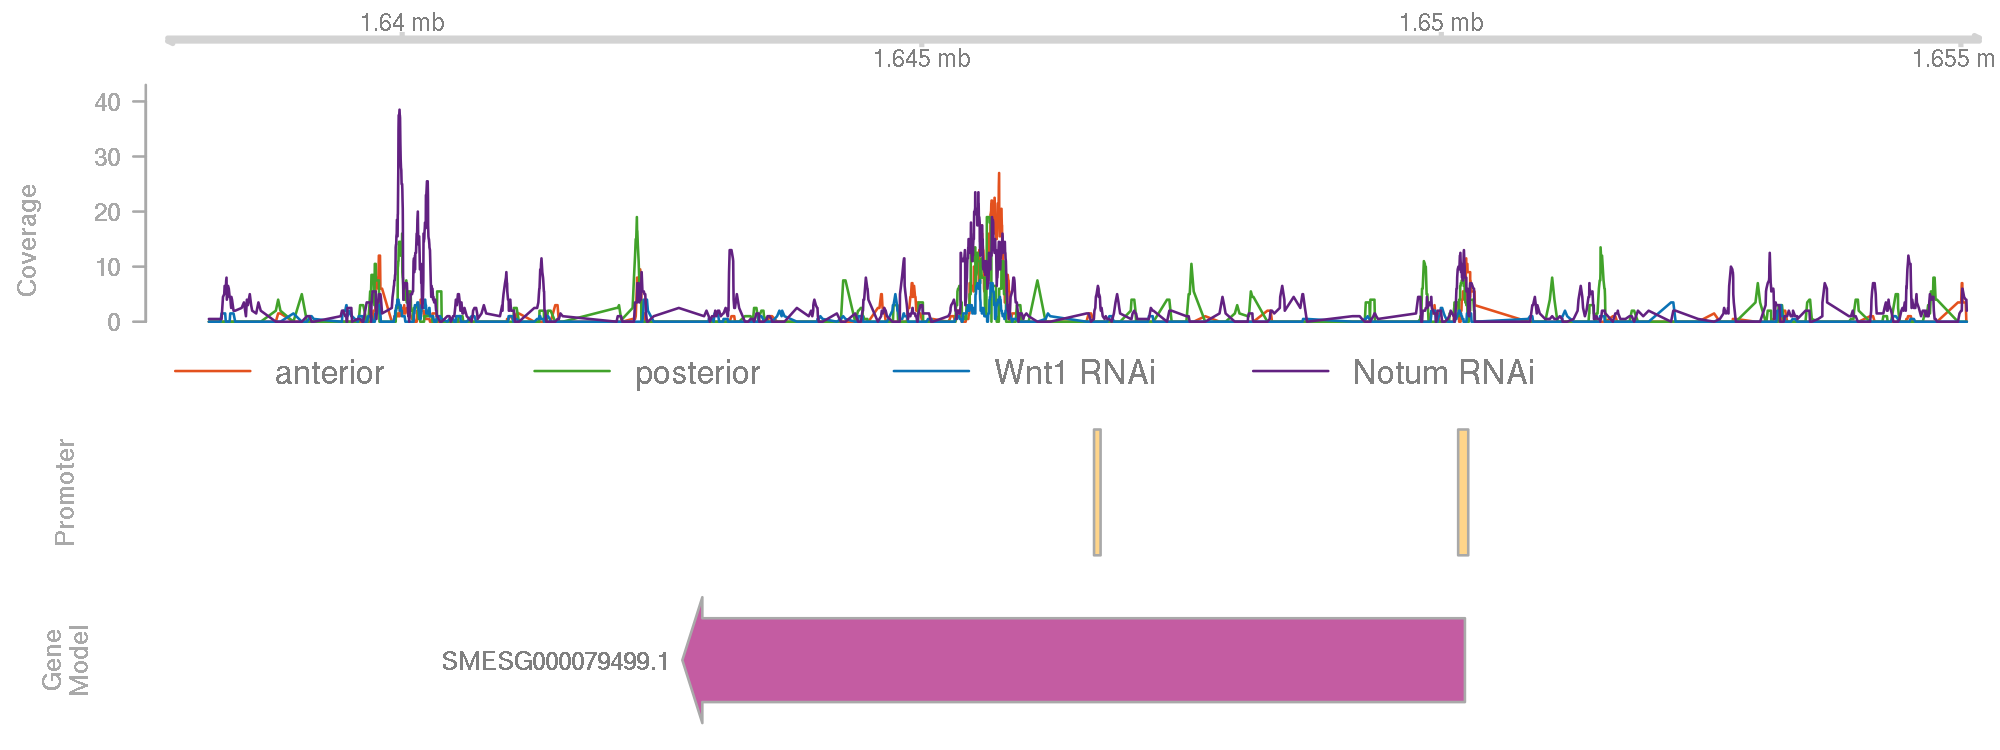 1.64 mb
1.65 mb
1.645 mb
1.655 m
40
30
20
10
0
Coverage
anterior
posterior
Wnt1 RNAi
Notum RNAi
Promoter
Gene
Model
SMESG000079499.1